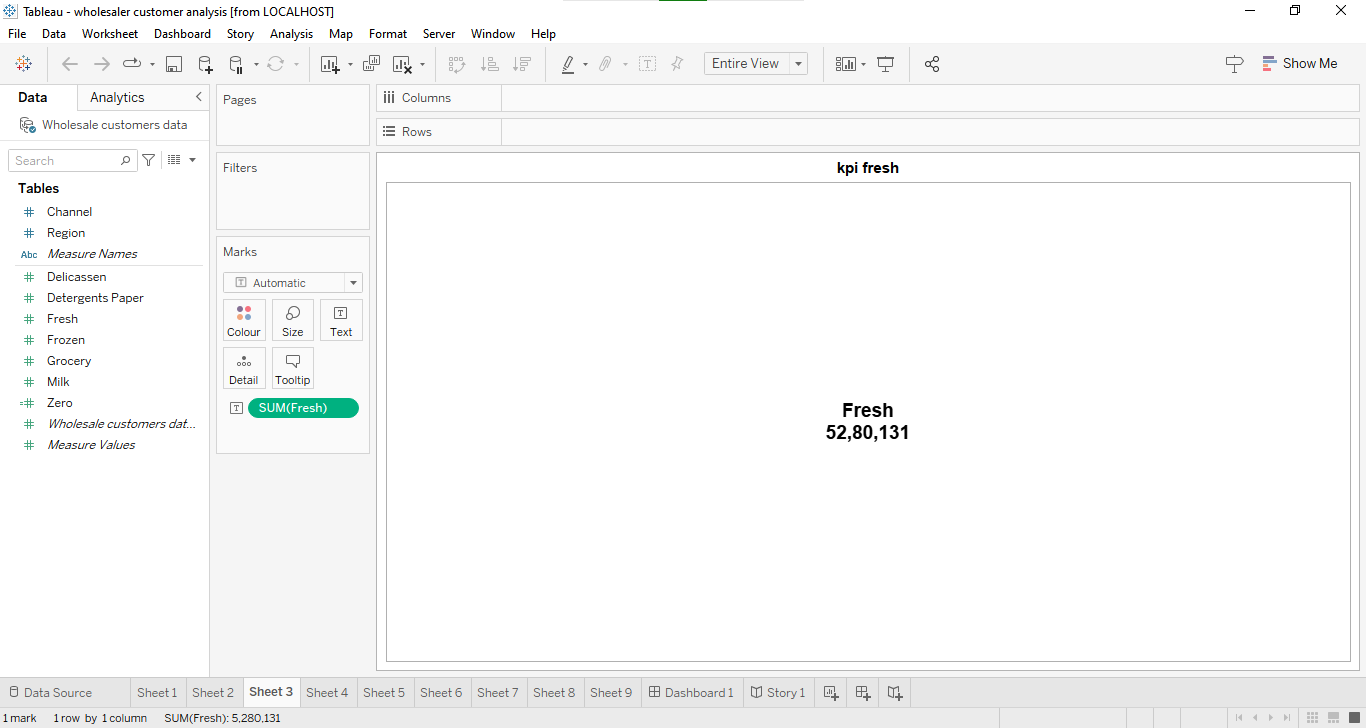 Tableau - wholesaler customer analysis [from LOCALHOST]
File Data Worksheet Dashboard Story Analysis Map Format Server Window Help
Entire View
Show Me
Data Analytics
Wholesale customers data
Search
Tables
Channel
Region
Abc Measure Names
Delicassen
Detergents Paper
Fresh
Frozen
Grocery
Milk
Zero
Wholesale customers dat...
Measure Values
Pages
Filters
Marks
Automatic
Colour Size Text
Detail Tooltip
SUM(Fresh)
Columns
Rows
kpi fresh
Fresh
52,80,131
Data Source Sheet 1 Sheet 2 Sheet 3 Sheet 4 Sheet 5 Sheet 6 Sheet 7 Sheet 8 Sheet 9 Dashboard 1 Story 1
1 mark 1 row by 1 column SUM(Fresh): 5,280,131